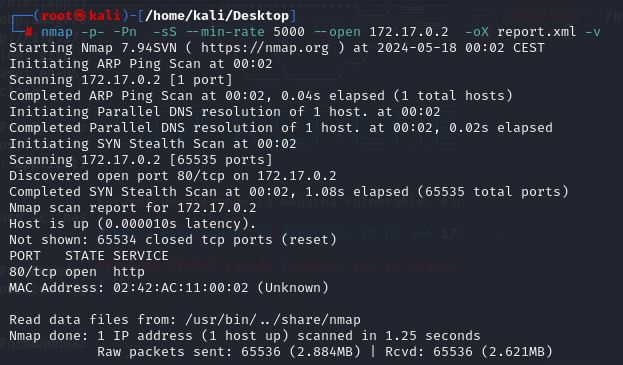 ┌──(root㉿kali)-[/home/kali/Desktop]
└─# nmap -p- -Pn -sS --min-rate 5000 --open 172.17.0.2 -oX report.xml -v
Starting Nmap 7.94SVN ( https://nmap.org ) at 2024-05-18 00:02 CEST
Initiating ARP Ping Scan at 00:02
Scanning 172.17.0.2 [1 port]
Completed ARP Ping Scan at 00:02, 0.04s elapsed (1 total hosts)
Initiating Parallel DNS resolution of 1 host. at 00:02
Completed Parallel DNS resolution of 1 host. at 00:02, 0.02s elapsed
Initiating SYN Stealth Scan at 00:02
Scanning 172.17.0.2 [65535 ports]
Discovered open port 80/tcp on 172.17.0.2
Completed SYN Stealth Scan at 00:02, 1.08s elapsed (65535 total ports)
Nmap scan report for 172.17.0.2
Host is up (0.000010s latency).
Not shown: 65534 closed tcp ports (reset)
PORT   STATE SERVICE
80/tcp open  http
MAC Address: 02:42:AC:11:00:02 (Unknown)

Read data files from: /usr/bin/../share/nmap
Nmap done: 1 IP address (1 host up) scanned in 1.25 seconds
           Raw packets sent: 65536 (2.884MB) | Rcvd: 65536 (2.621MB)